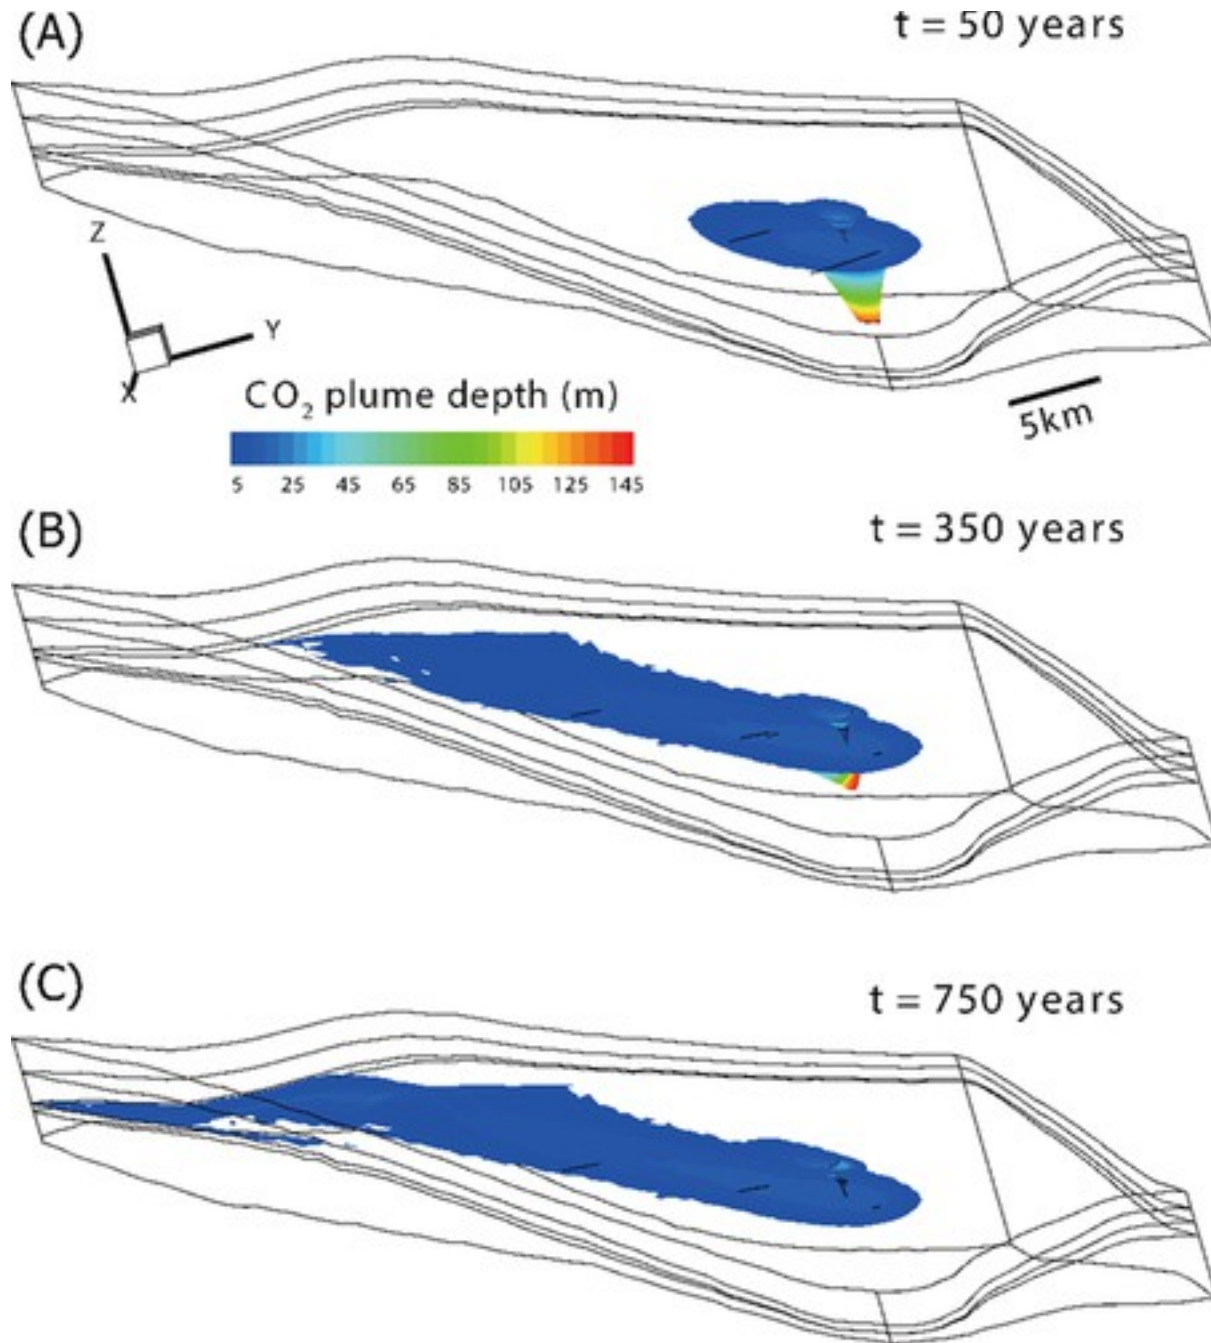 (A)
t = 50 years
Z
Y
X
CO₂ plume depth (m)
5 25 45 65 85 105 125 145
5km
(B)
t = 350 years
(C)
t = 750 years